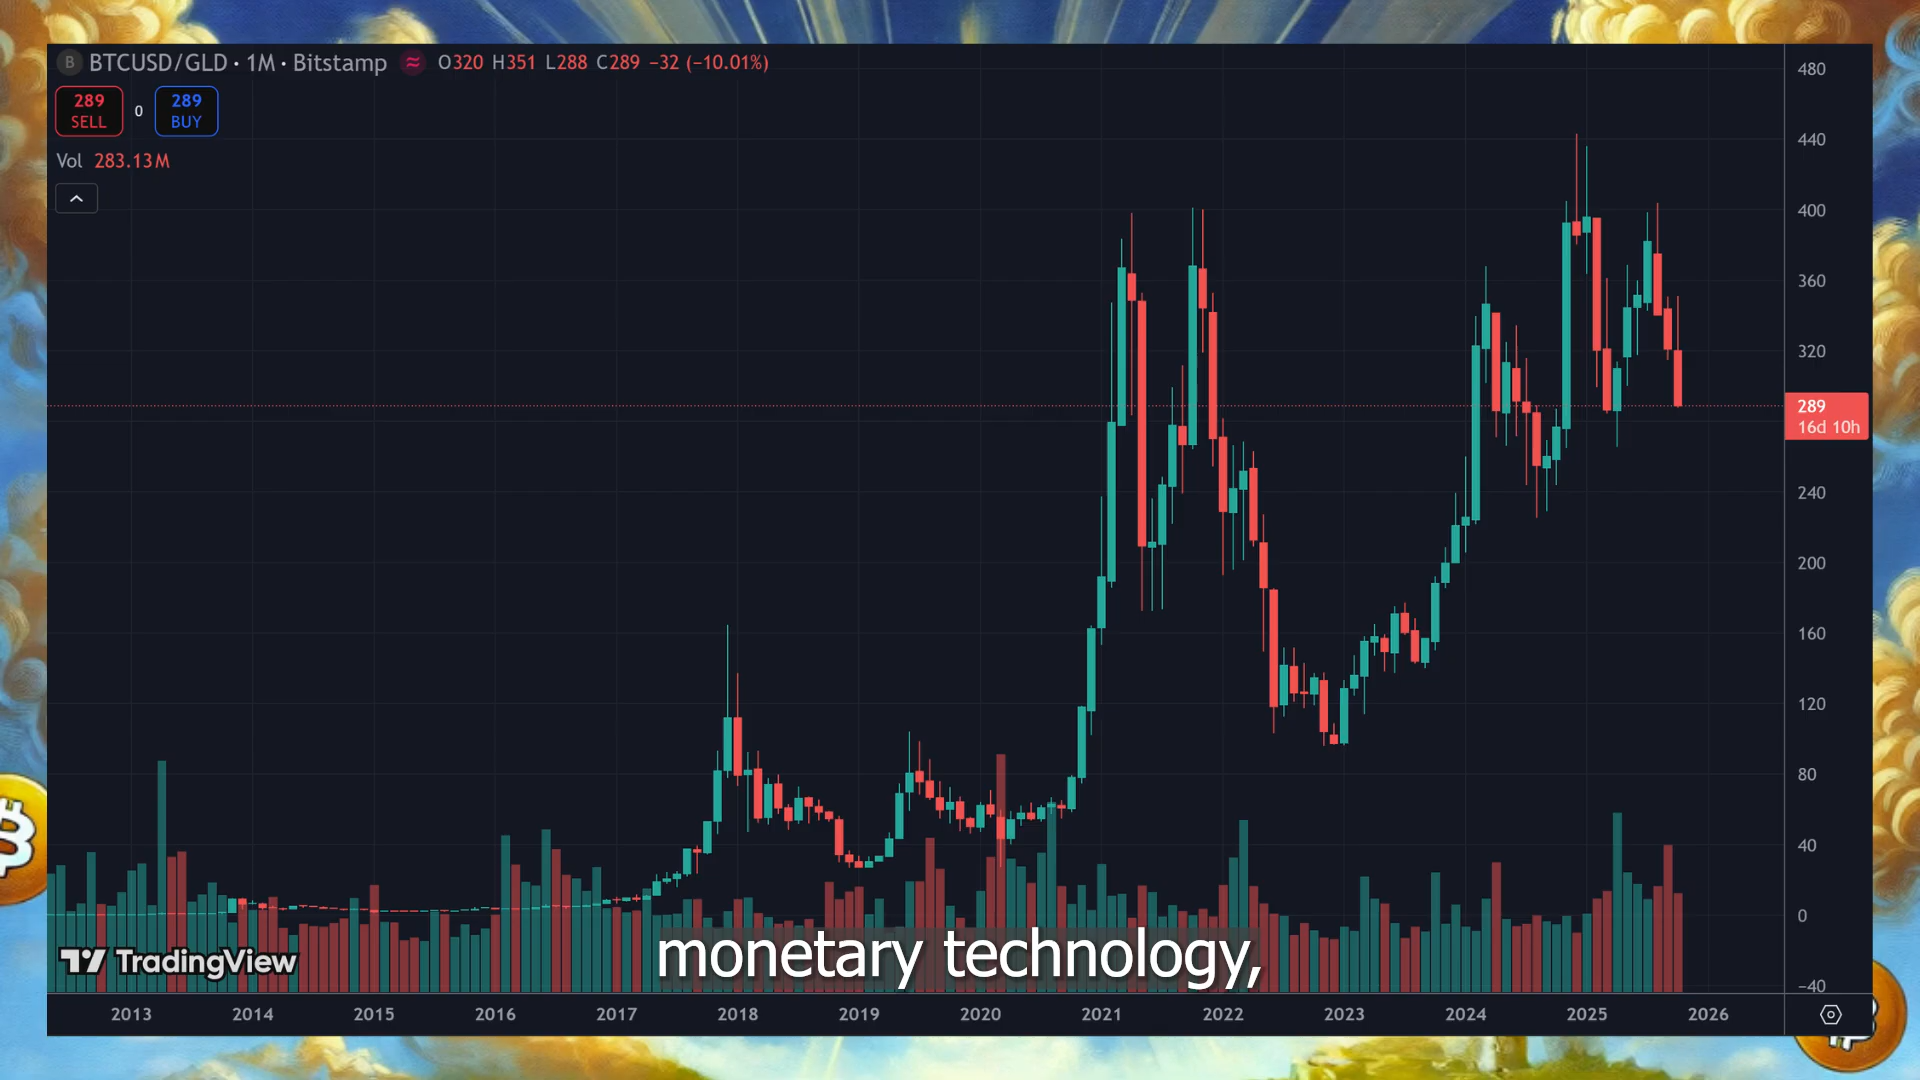 B BTCUSD/GLD · 1M · Bitstamp ≈ O320 H351 L288 C289 −32 (−10.01%)
289 SELL
0
289 BUY
Vol 283.13M
480
440
400
360
320
289
16d 10h
240
200
160
120
80
40
0
−40
TradingView
monetary technology,
2013 2014 2015 2016 2017 2018 2019 2020 2021 2022 2023 2024 2025 2026